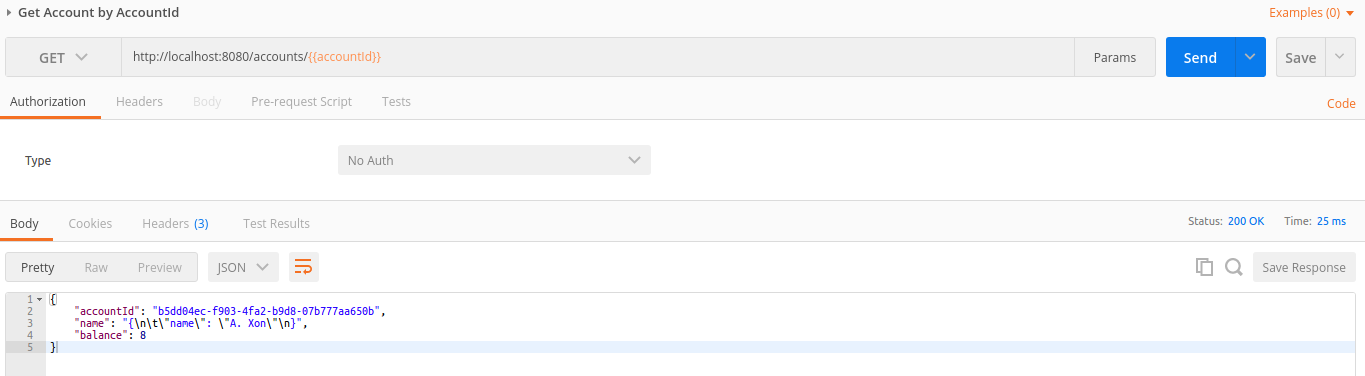 Get Account by AccountId
Examples (0)
GET http://localhost:8080/accounts/{{accountId}} Params Send Save
Authorization Headers Body Pre-request Script Tests Code
Type No Auth
Body Cookies Headers (3) Test Results Status: 200 OK Time: 25 ms
Pretty Raw Preview JSON Save Response
1 {
2 "accountId": "b5dd04ec-f903-4fa2-b9d8-07b777aa650b",
3 "name": "{\n\t\"name\": \"A. Xon\"\n}",
4 "balance": 8
5 }